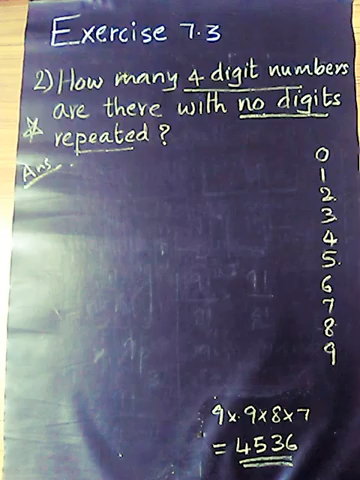 Exercise 7.3
2) How many 4 digit numbers
are there with no digits
repeated ?
Ans.
0
1
2
3
4
5.
6
7
8
9
9 x 9 x 8 x 7
= 4536